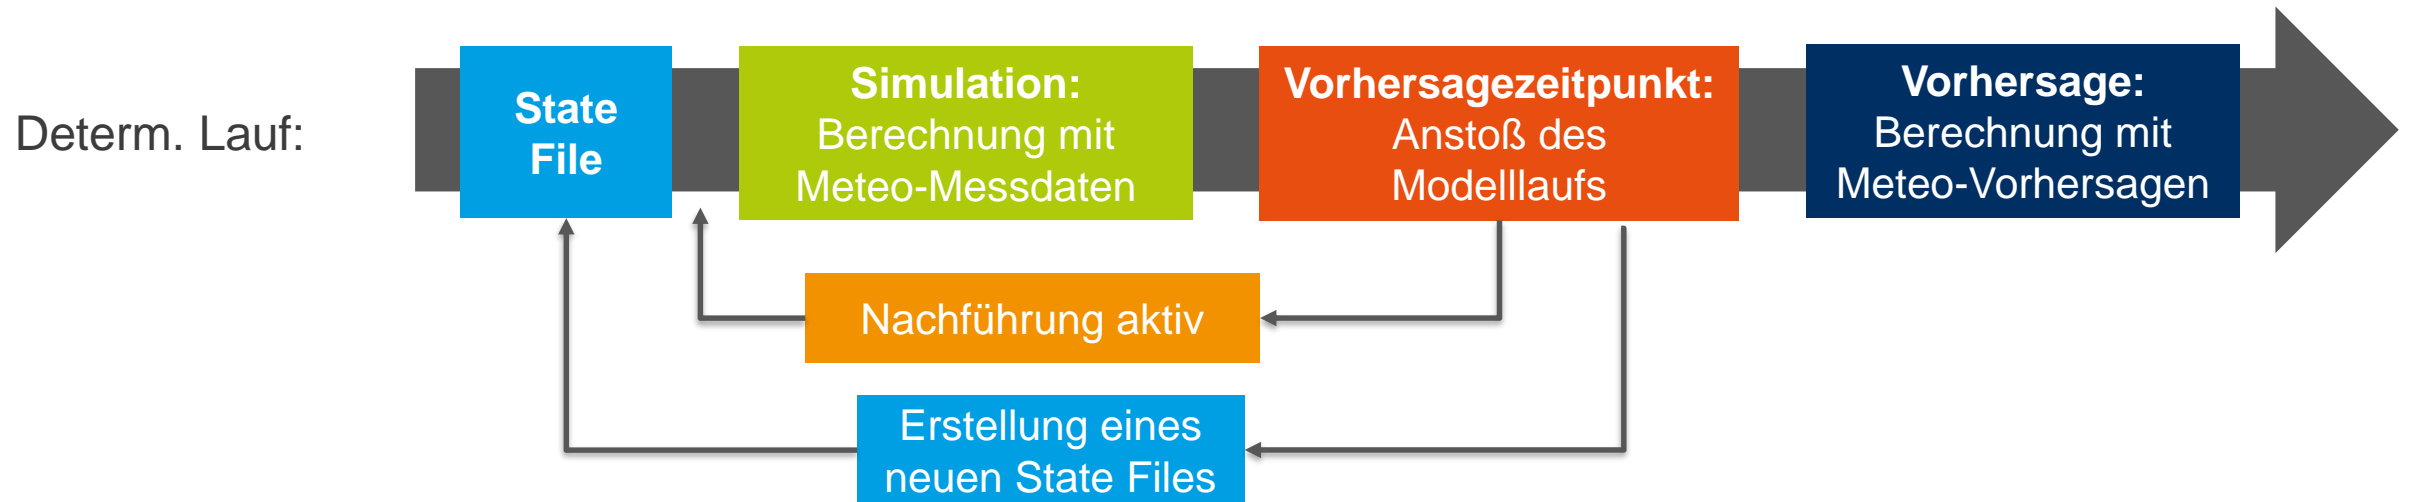 Determ. Lauf:
State
File
Simulation:
Berechnung mit
Meteo-Messdaten
Vorhersagezeitpunkt:
Anstoß des
Modelllaufs
Vorhersage:
Berechnung mit
Meteo-Vorhersagen
Nachführung aktiv
Erstellung eines
neuen State Files